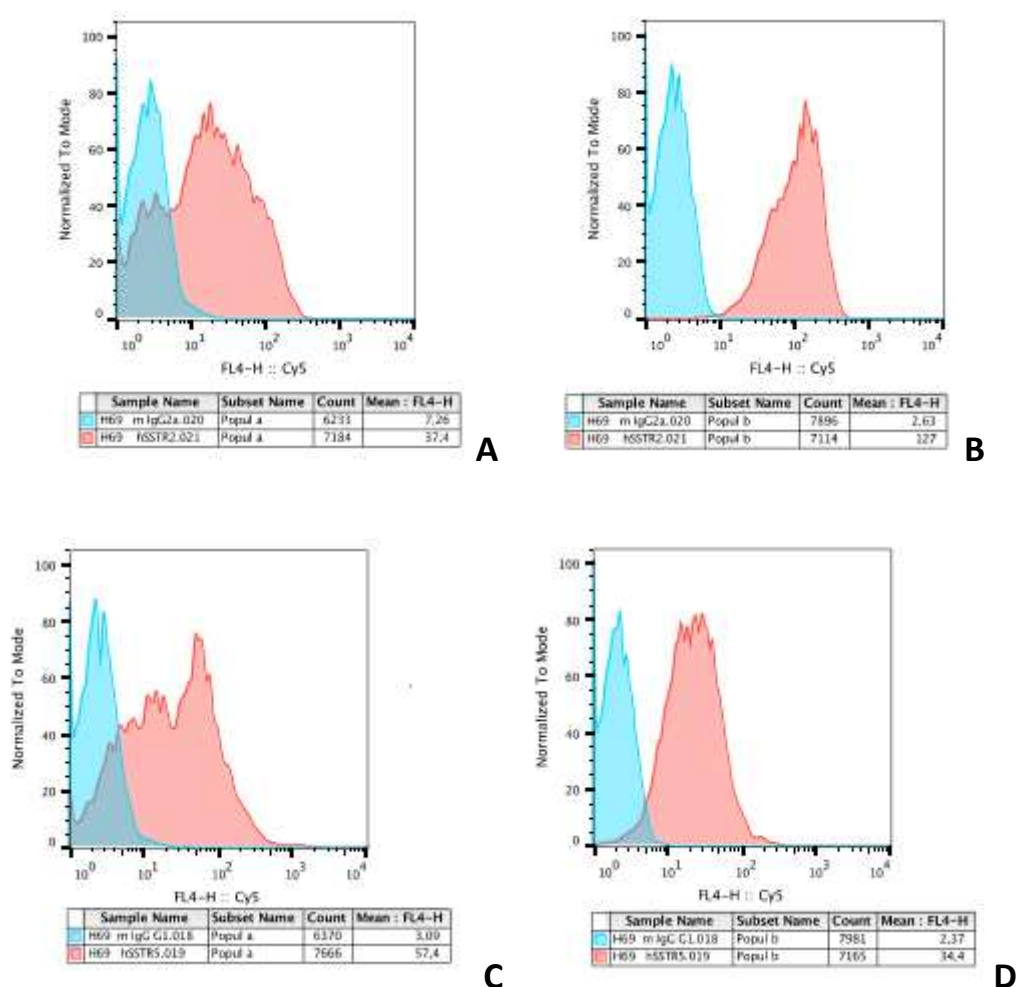 100
80
60
40
20
0
Normalized To Mode
10^0 10^1 10^2 10^3 10^4
FL4-H :: Cy5
Sample Name Subset Name Count Mean : FL4-H
H69 m IgG2a.020 Popul a 6233 7,26
H69 hSSTR2.021 Popul a 7184 37,4
A
100
80
60
40
20
0
Normalized To Mode
10^0 10^1 10^2 10^3 10^4
FL4-H :: Cy5
Sample Name Subset Name Count Mean : FL4-H
H69 m IgG2a.020 Popul b 7896 2,63
H69 hSSTR2.021 Popul b 7114 127
B
100
80
60
40
20
0
Normalized To Mode
10^0 10^1 10^2 10^3 10^4
FL4-H :: Cy5
Sample Name Subset Name Count Mean : FL4-H
H69 m IgG G1.018 Popul a 6370 3,09
H69 hSSTR5.019 Popul a 7666 57,4
C
100
80
60
40
20
0
Normalized To Mode
10^0 10^1 10^2 10^3 10^4
FL4-H :: Cy5
Sample Name Subset Name Count Mean : FL4-H
H69 m IgG G1.018 Popul b 7981 2,37
H69 hSSTR5.019 Popul b 7165 34,4
D